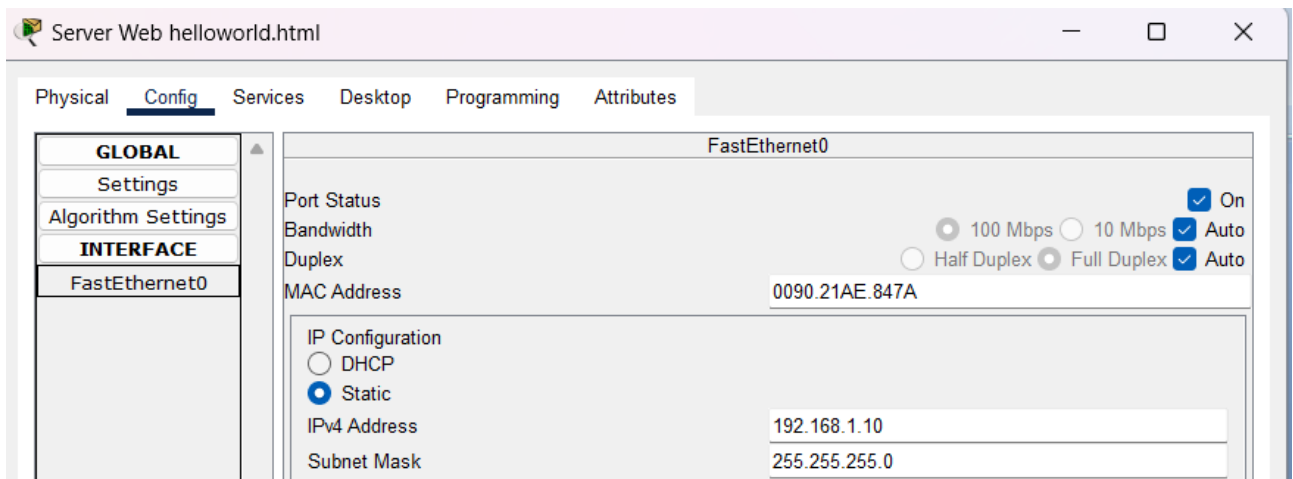 Server Web helloworld.html
Physical Config Services Desktop Programming Attributes
GLOBAL
Settings
Algorithm Settings
INTERFACE
FastEthernet0
FastEthernet0
Port Status On
Bandwidth 100 Mbps 10 Mbps Auto
Duplex Half Duplex Full Duplex Auto
MAC Address 0090.21AE.847A
IP Configuration
DHCP
Static
IPv4 Address 192.168.1.10
Subnet Mask 255.255.255.0